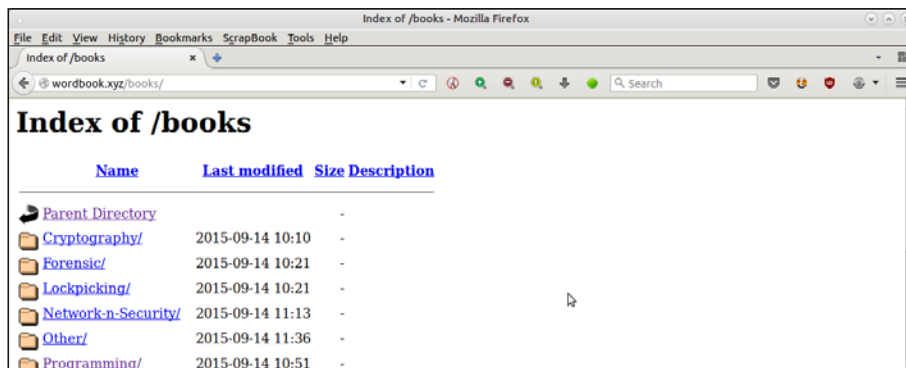 Index of /books - Mozilla Firefox
File Edit View History Bookmarks ScrapBook Tools Help
Index of /books
wordbook.xyz/books/ Search
Index of /books
Name Last modified Size Description
Parent Directory -
Cryptography/ 2015-09-14 10:10 -
Forensic/ 2015-09-14 10:21 -
Lockpicking/ 2015-09-14 10:21 -
Network-n-Security/ 2015-09-14 11:13 -
Other/ 2015-09-14 11:36 -
Programming/ 2015-09-14 10:51 -